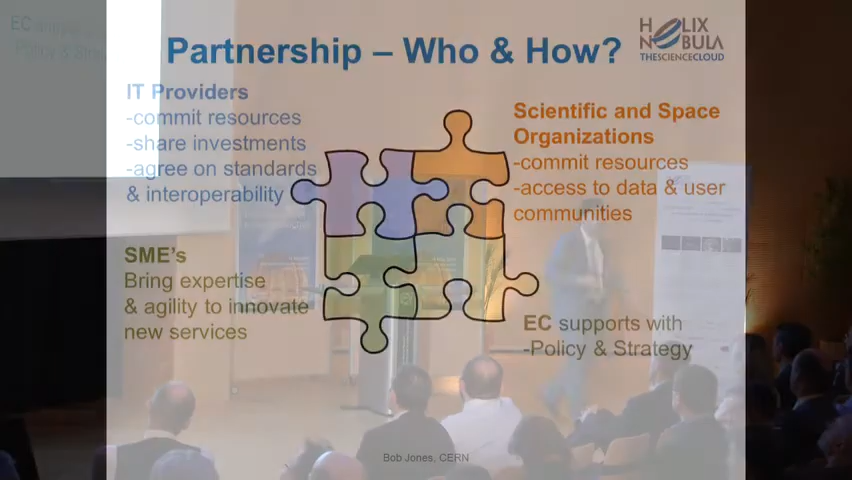 Partnership – Who & How?
HELIX
NEBULA
THESCIENCECLOUD
IT Providers
-commit resources
-share investments
-agree on standards
& interoperability
Scientific and Space
Organizations
-commit resources
-access to data & user
communities
SME's
Bring expertise
& agility to innovate
new services
EC supports with
-Policy & Strategy
Bob Jones, CERN